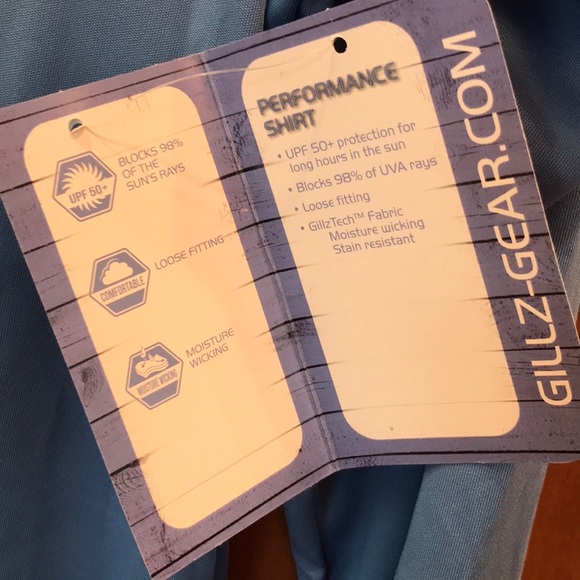 UPF 50+
BLOCKS 98%
OF THE
SUN'S RAYS
COMFORTABLE
LOOSE FITTING
MOISTURE WICKING
MOISTURE
WICKING
PERFORMANCE
SHIRT
• UPF 50+ protection for
long hours in the sun
• Blocks 98% of UVA rays
• Loose fitting
• GillzTech™ Fabric
Moisture wicking
Stain resistant
GILLZ-GEAR.COM